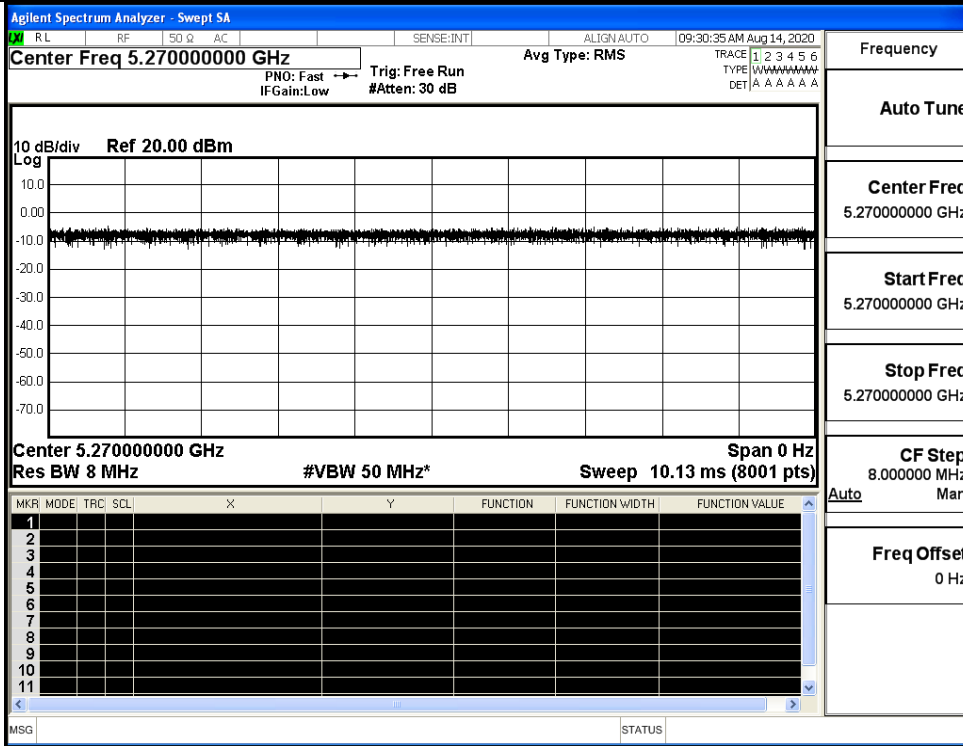 Agilent Spectrum Analyzer - Swept SA
LXI RL RF 50 Ω AC SENSE:INT ALIGN AUTO 09:30:35 AM Aug 14, 2020
Center Freq 5.270000000 GHz
PNO: Fast
IFGain:Low
Trig: Free Run
#Atten: 30 dB
Avg Type: RMS
TRACE 1 2 3 4 5 6
TYPE WWWWWW
DET A A A A A A
10 dB/div Ref 20.00 dBm
Log
10.0
0.00
-10.0
-20.0
-30.0
-40.0
-50.0
-60.0
-70.0
Center 5.270000000 GHz Span 0 Hz
Res BW 8 MHz #VBW 50 MHz* Sweep 10.13 ms (8001 pts)
MKR MODE TRC SCL X Y FUNCTION FUNCTION WIDTH FUNCTION VALUE
1
2
3
4
5
6
7
8
9
10
11
MSG STATUS
Frequency
Auto Tune
Center Freq
5.270000000 GHz
Start Freq
5.270000000 GHz
Stop Freq
5.270000000 GHz
CF Step
8.000000 MHz
Auto Man
Freq Offset
0 Hz